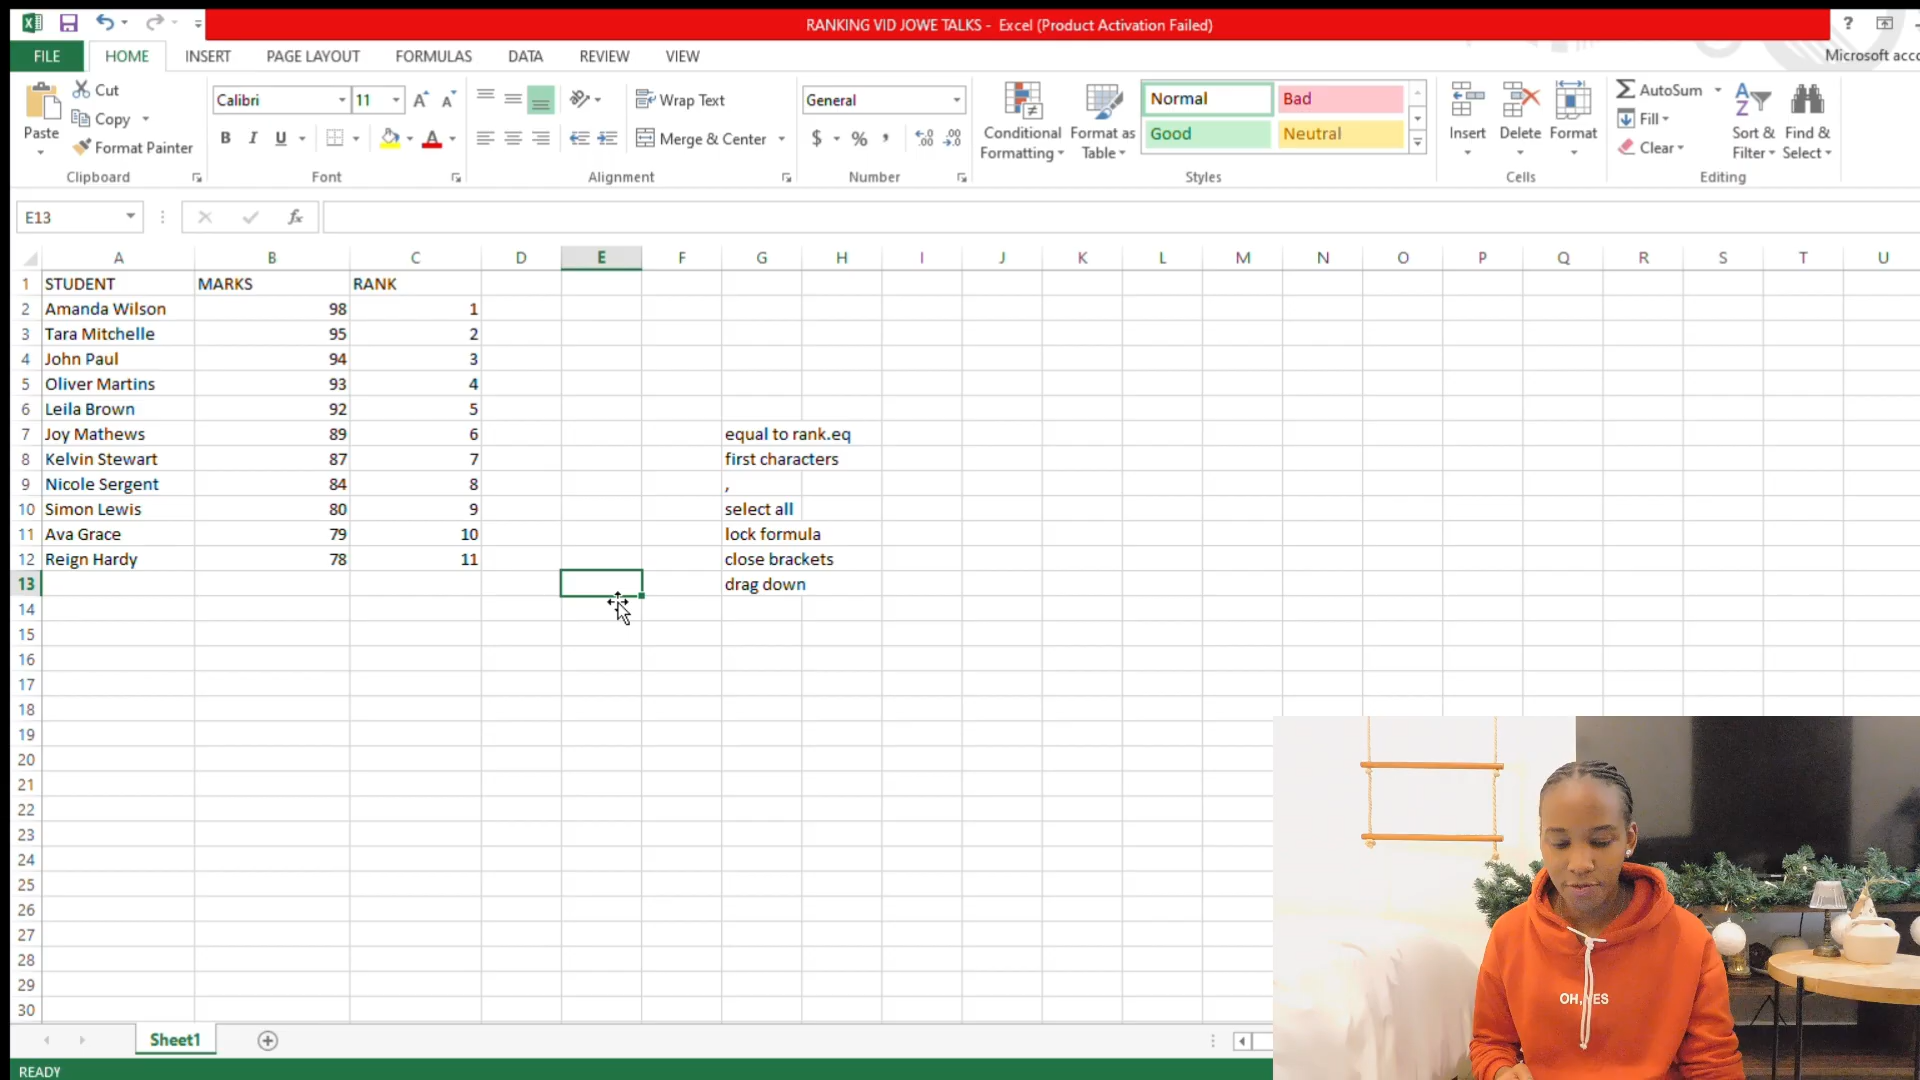 RANKING VID JOWE TALKS - Excel (Product Activation Failed)
?
FILE HOME INSERT PAGE LAYOUT FORMULAS DATA REVIEW VIEW
Microsoft acco
Paste
Cut
Copy
Format Painter
Clipboard
Calibri 11
B I U
Font
Wrap Text
Merge & Center
Alignment
General
$ % ,
Number
Conditional Formatting
Format as Table
Normal Bad
Good Neutral
Styles
Insert Delete Format
Cells
AutoSum
Fill
Clear
Sort & Filter
Find & Select
Editing
E13 fx
A B C D E F G H I J K L M N O P Q R S T U
1 STUDENT MARKS RANK
2 Amanda Wilson 98 1
3 Tara Mitchelle 95 2
4 John Paul 94 3
5 Oliver Martins 93 4
6 Leila Brown 92 5
7 Joy Mathews 89 6 equal to rank.eq
8 Kelvin Stewart 87 7 first characters
9 Nicole Sergent 84 8 ,
10 Simon Lewis 80 9 select all
11 Ava Grace 79 10 lock formula
12 Reign Hardy 78 11 close brackets
13 drag down
14
15
16
17
18
19
20
21
22
23
24
25
26
27
28
29
30
OH, YES
Sheet1
READY